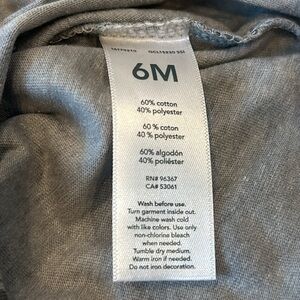 6M
60% cotton
40% polyester
60 % coton
40% polyester
60% algodón
40% poliéster
RN# 96367
CA# 53061
Wash before use.
Turn garment inside out.
Machine wash cold
with like colors. Use only
non-chlorine bleach
when needed.
Tumble dry medium.
Warm iron if needed.
Do not iron decoration.